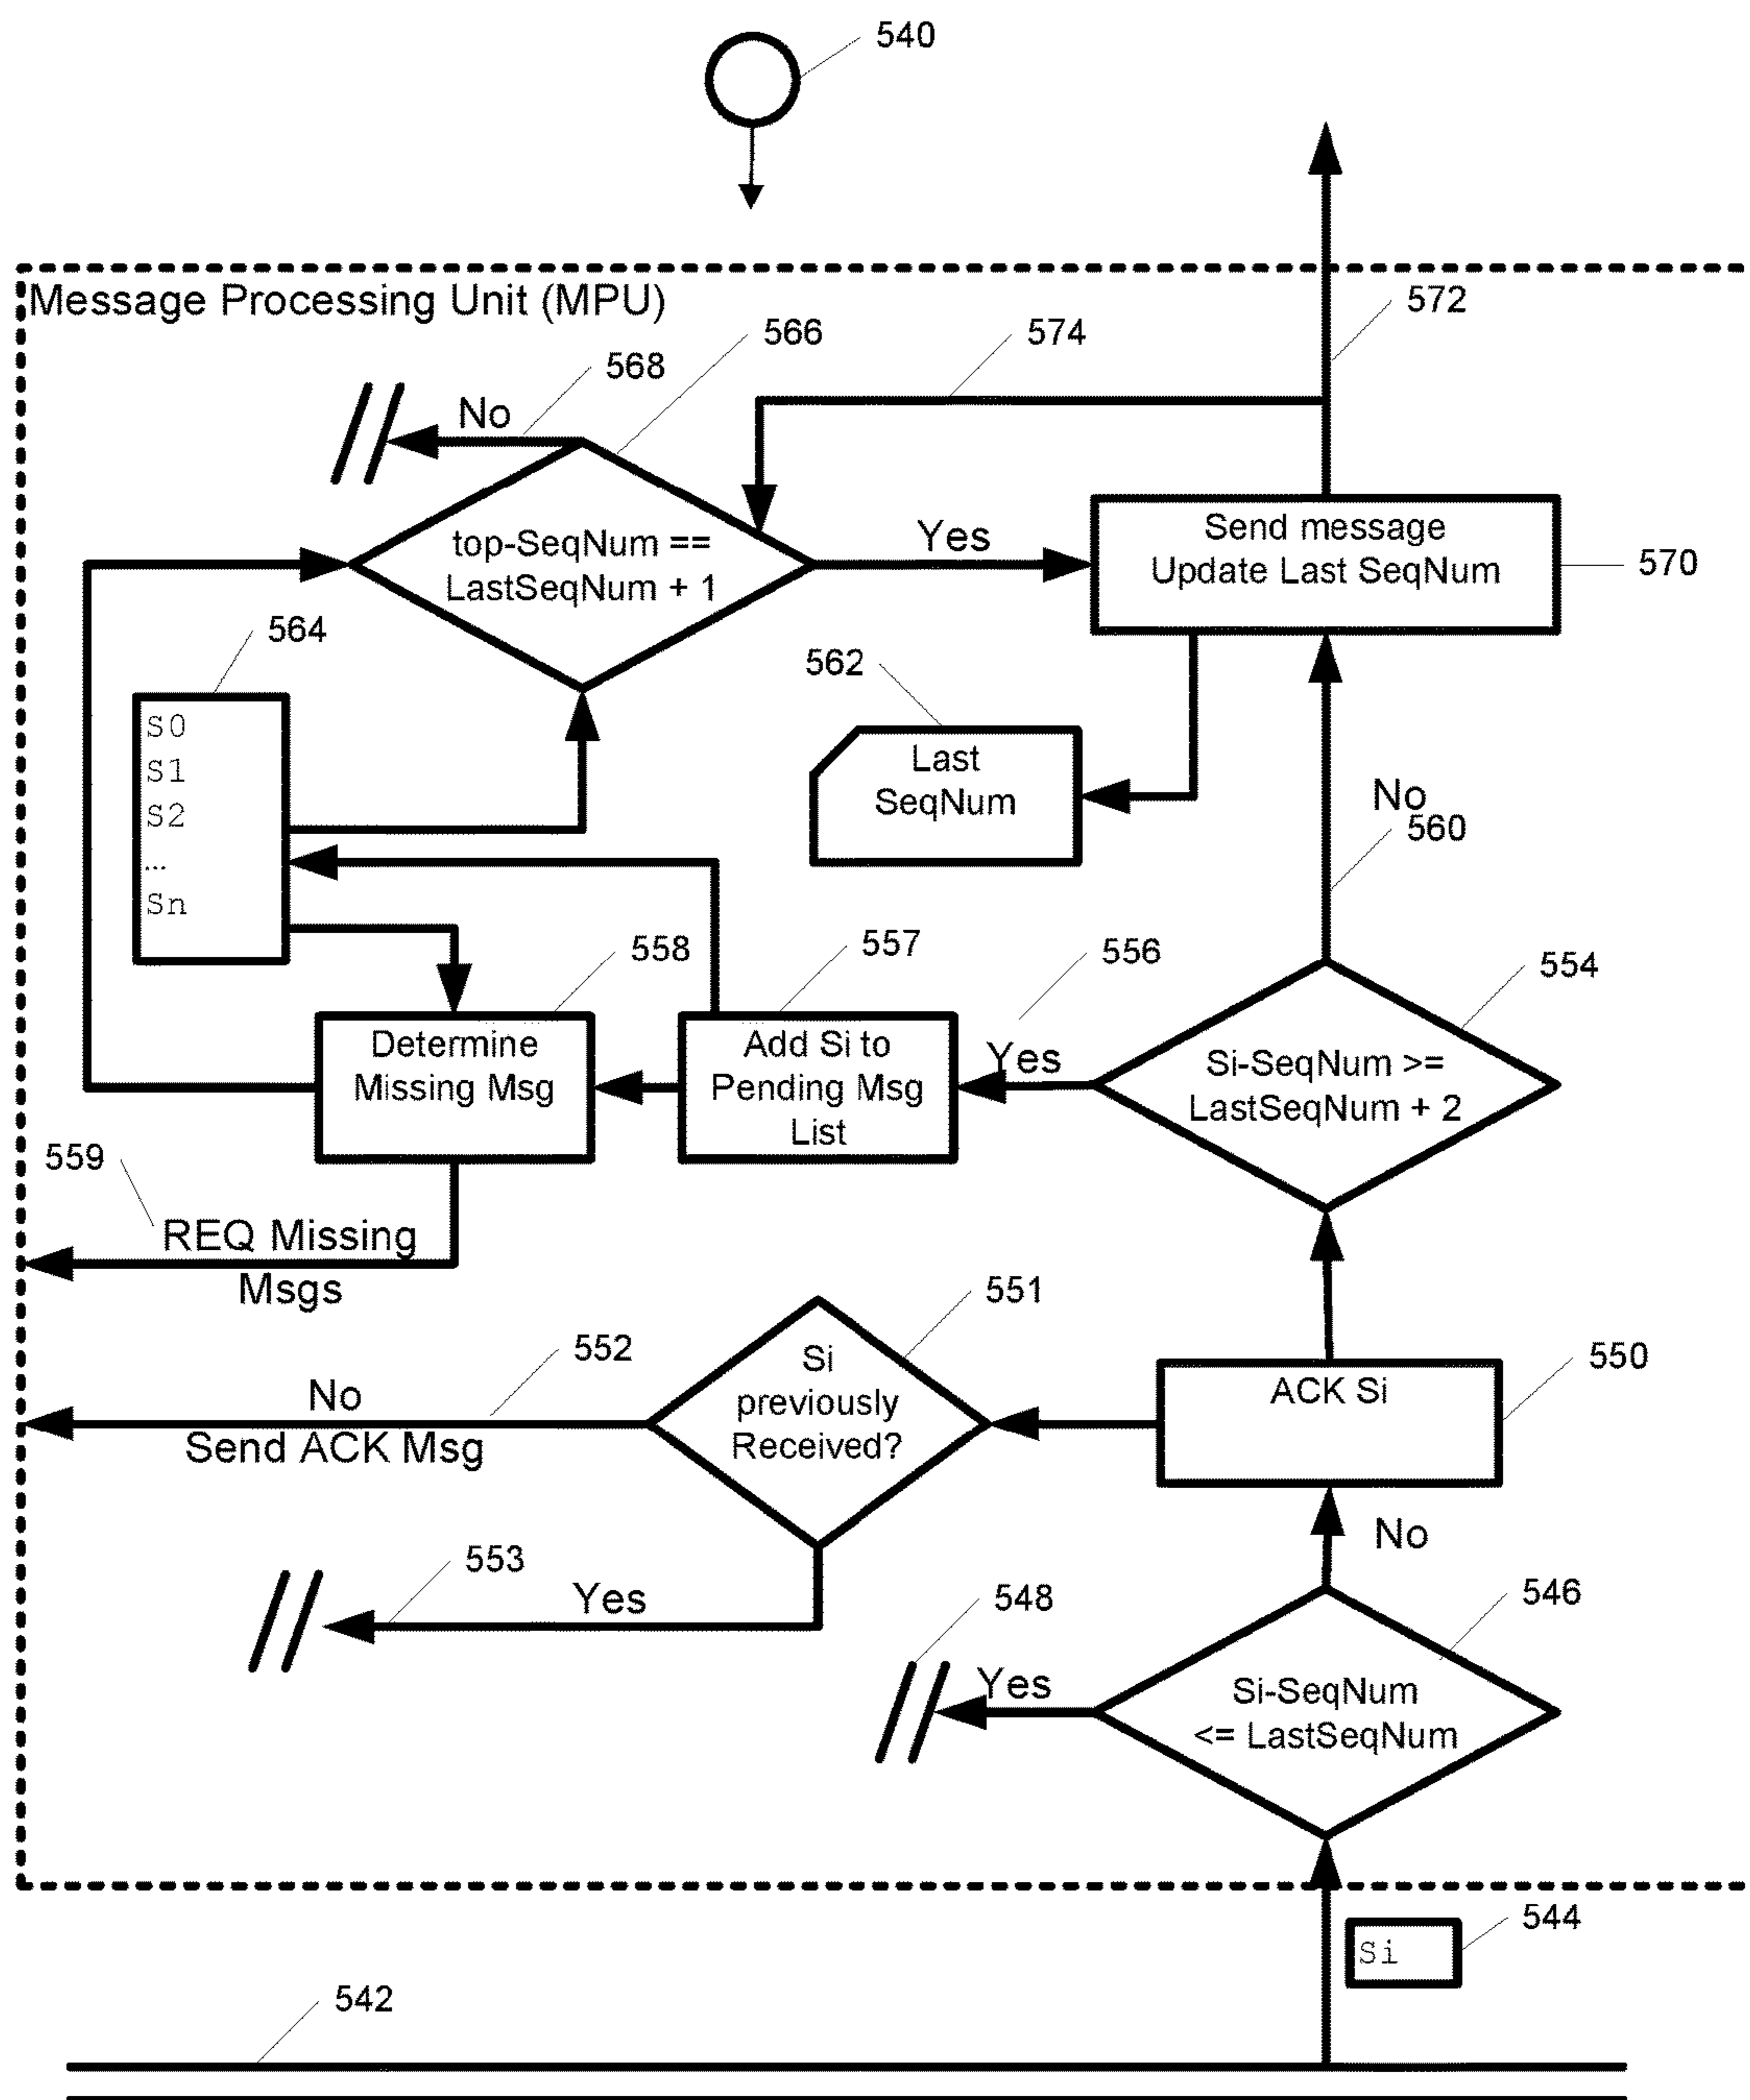 540
Message Processing Unit (MPU)
572
566
574
568
No
top-SeqNum ==
LastSeqNum + 1
Yes
Send message
Update Last SeqNum
570
564
562
S0
S1
S2
...
Sn
Last
SeqNum
No
560
558
557
556
554
Determine
Missing Msg
Add Si to
Pending Msg
List
Yes
Si-SeqNum >=
LastSeqNum + 2
559
REQ Missing
Msgs
551
552
Si
previously
Received?
550
ACK Si
No
Send ACK Msg
553
Yes
No
548
546
Yes
Si-SeqNum
<= LastSeqNum
544
Si
542